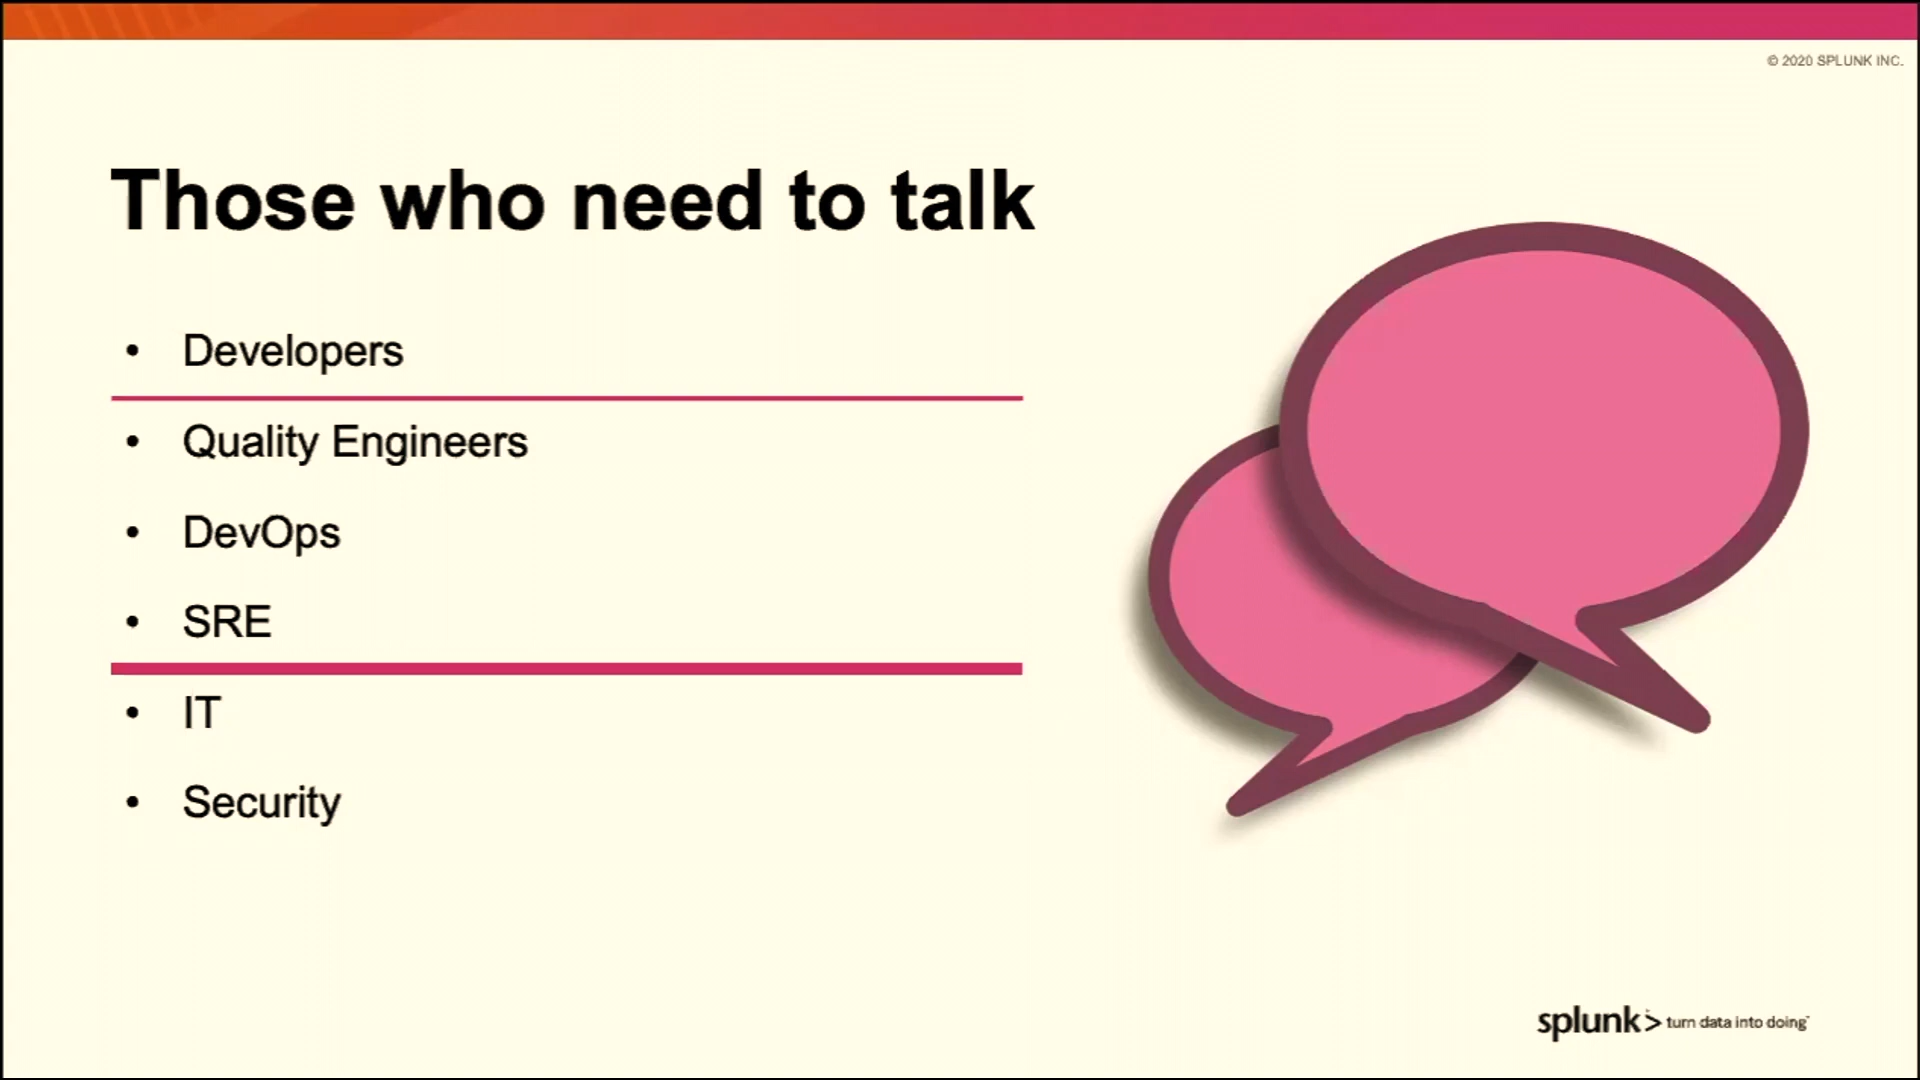 © 2020 SPLUNK INC.
Those who need to talk
• Developers
• Quality Engineers
• DevOps
• SRE
• IT
• Security
splunk> turn data into doing™